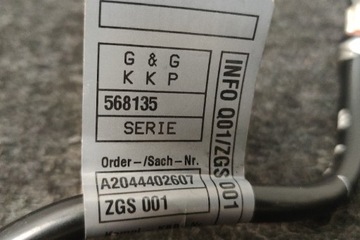 G & G
K K P
568135
SERIE
Order-/Sach-Nr.
A2044402607
ZGS 001
INFO Q01/ZGS 001